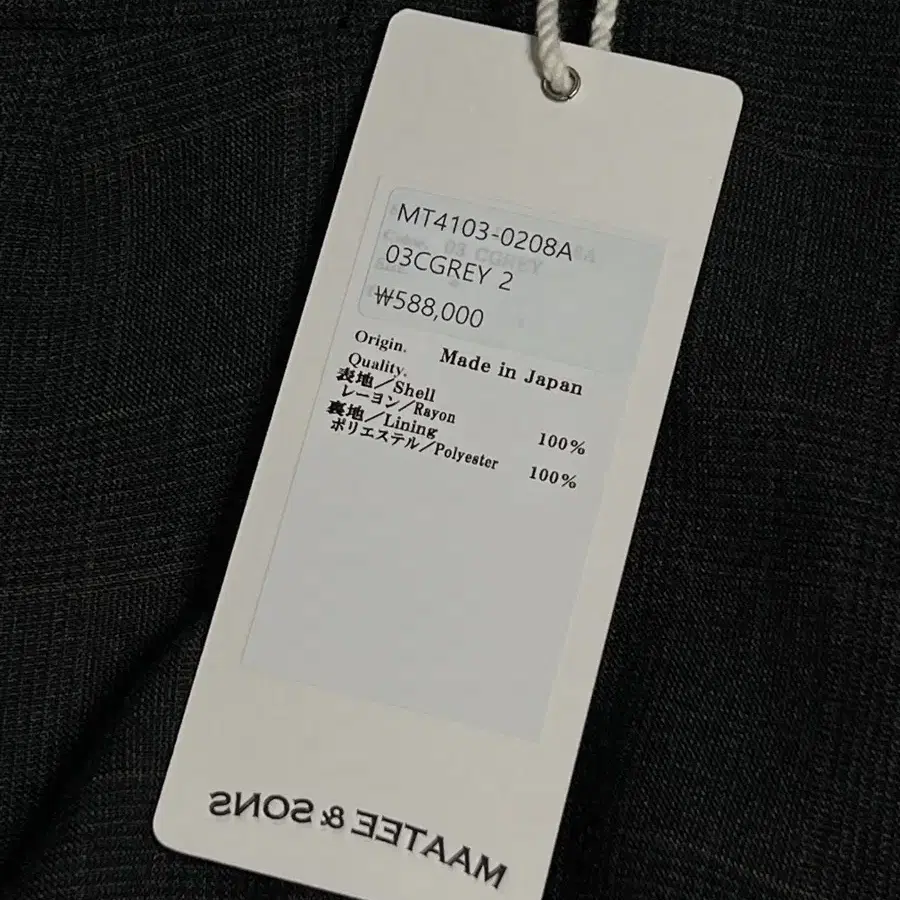 MT4103-0208A
03CGREY 2
₩588,000
Origin. Made in Japan
Quality.
表地/Shell
レーヨン/Rayon 100%
裏地/Lining
ポリエステル/Polyester 100%
MAATEE & SONS